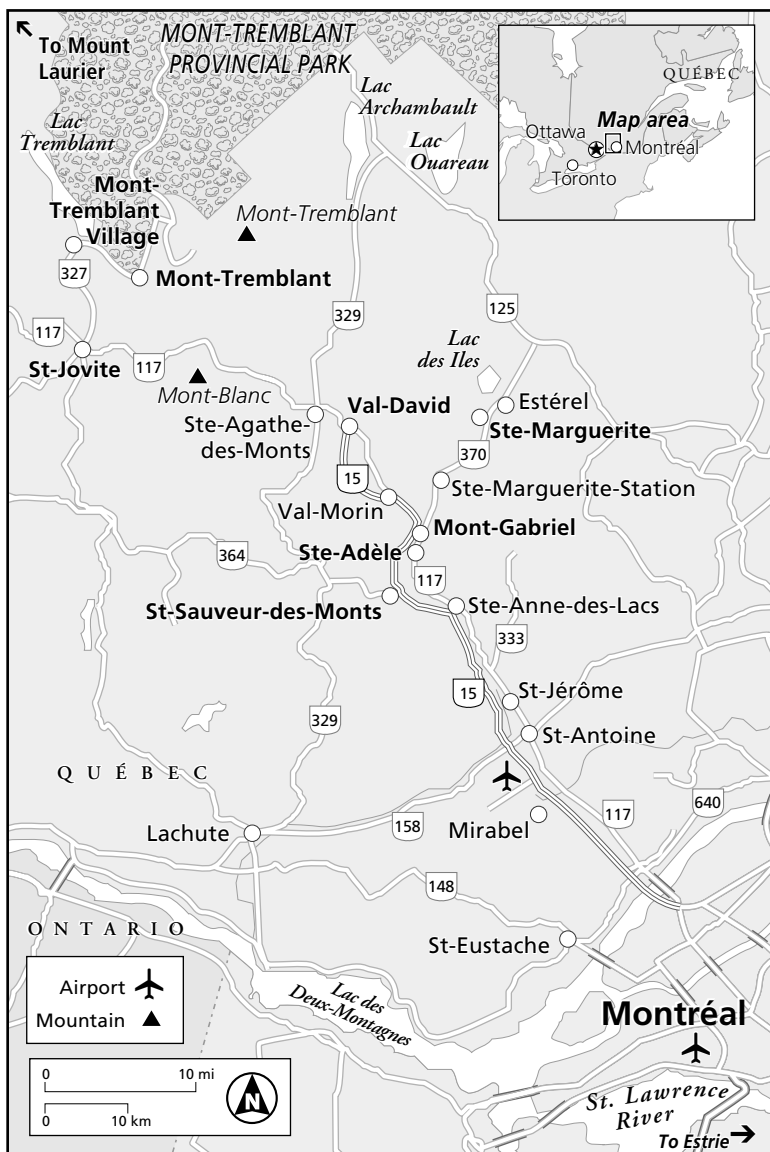 To Mount
Laurier
MONT-TREMBLANT
PROVINCIAL PARK
QUÉBEC
Ottawa
Map area
Montréal
Toronto
Lac
Archambault
Lac
Tremblant
Lac
Ouareau
Mont-
Tremblant
Village
Mont-Tremblant
327
Mont-Tremblant
329
125
117
St-Jovite
117
Mont-Blanc
Lac
des Iles
Val-David
Estérel
Ste-Marguerite
Ste-Agathe-
des-Monts
370
15
Ste-Marguerite-Station
Val-Morin
Mont-Gabriel
Ste-Adèle
364
117
St-Sauveur-des-Monts
Ste-Anne-des-Lacs
333
15
St-Jérôme
329
St-Antoine
QUÉBEC
640
117
Mirabel
Lachute
158
148
ONTARIO
St-Eustache
Airport
Mountain
Lac des
Deux-Montagnes
Montréal
0
10 mi
0
10 km
N
St. Lawrence
River
To Estrie